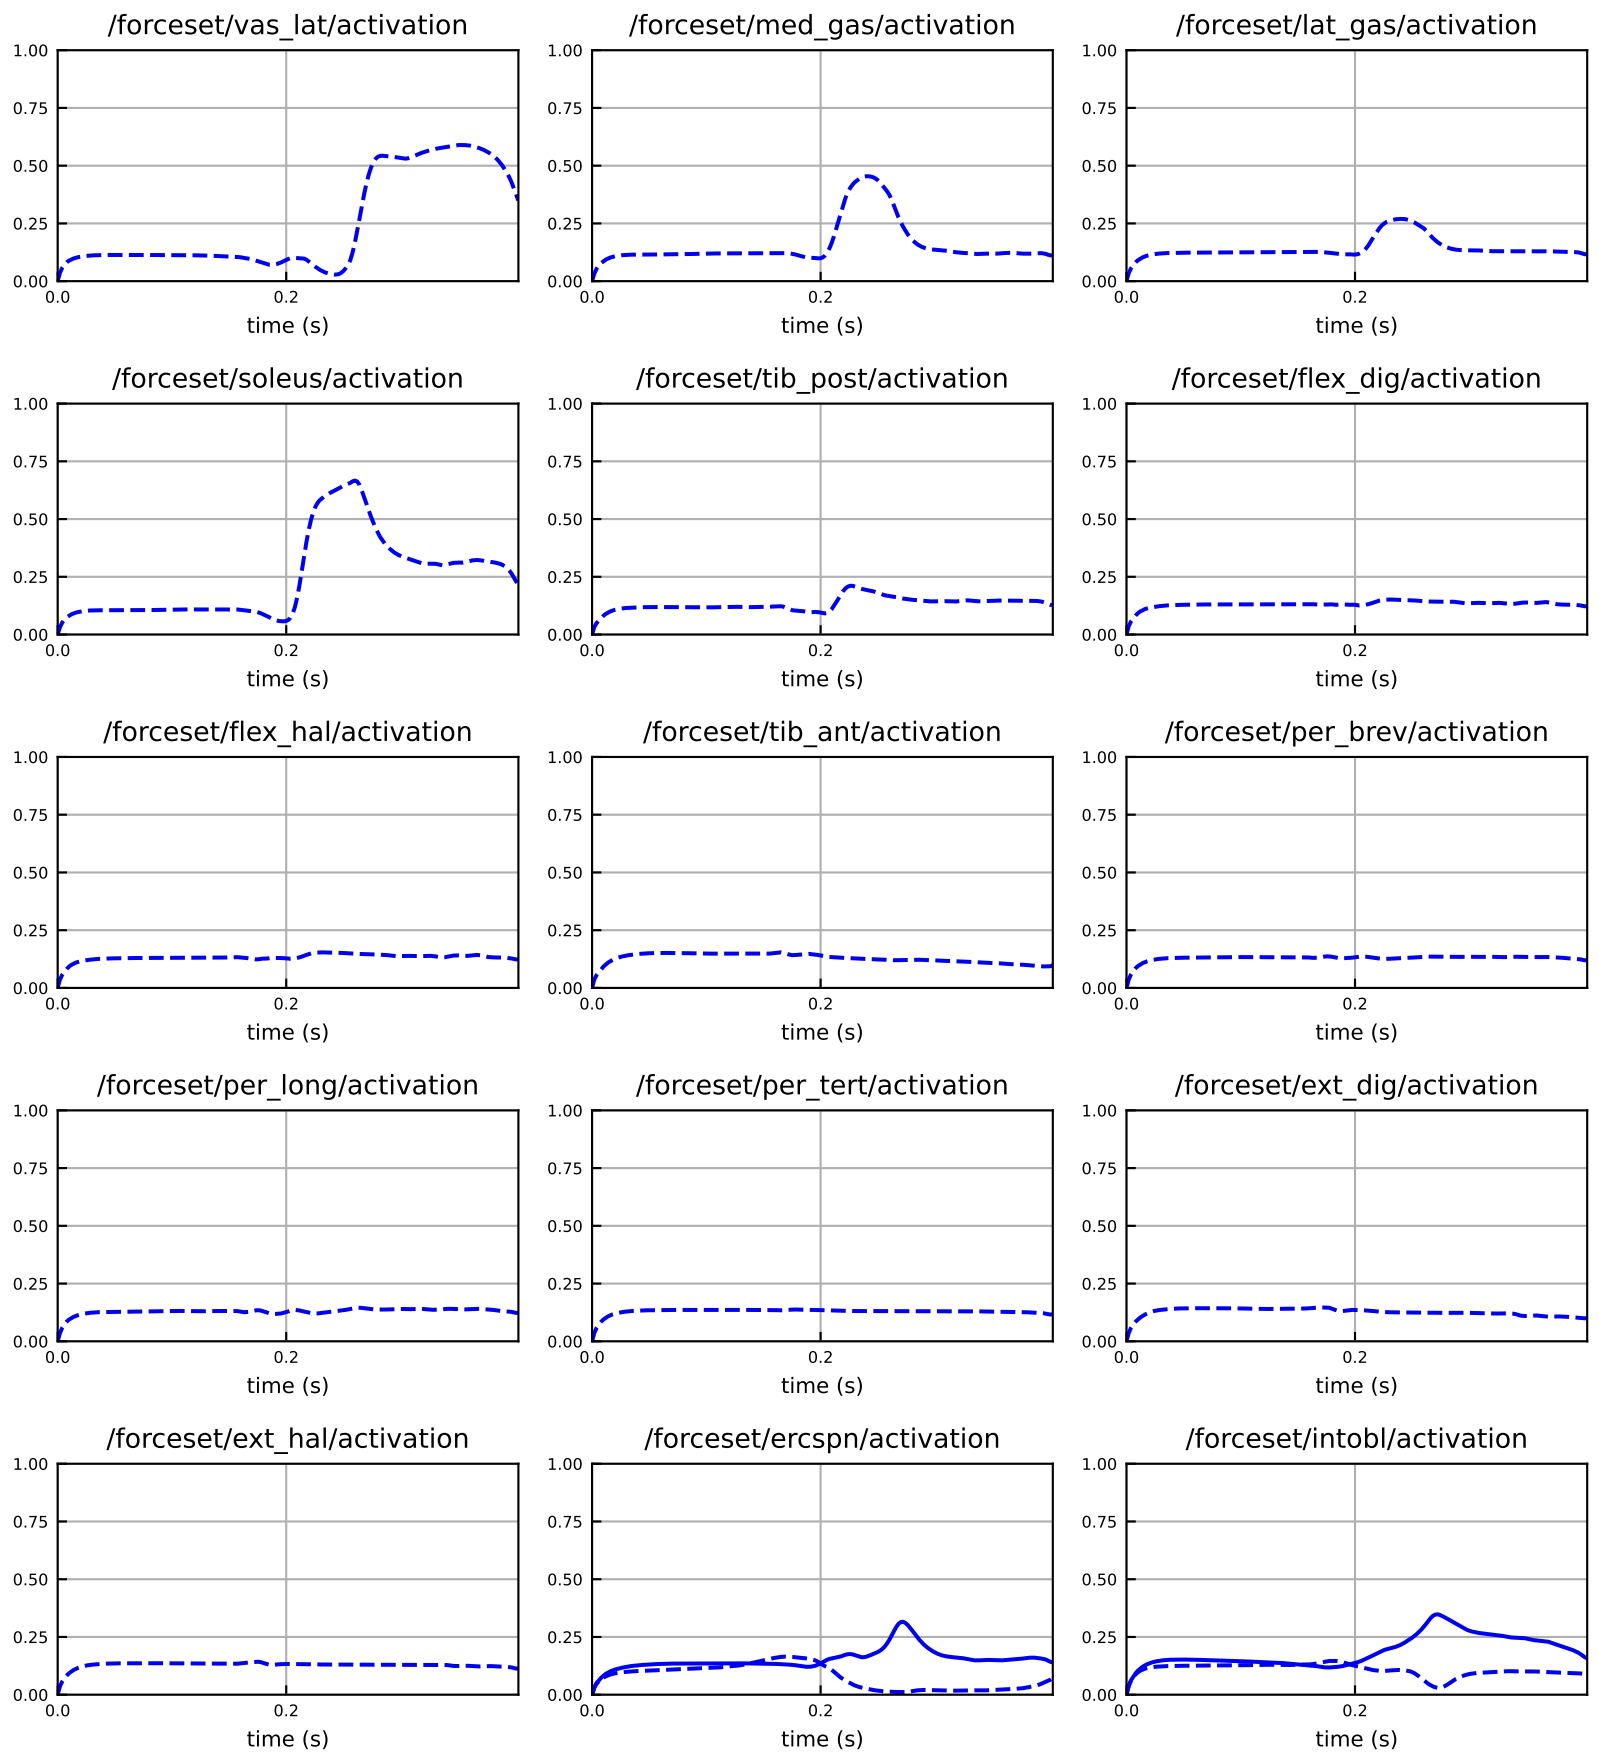 /forceset/vas_lat/activation /forceset/med_gas/activation /forceset/lat_gas/activation
1.00 1.00 1.00
0.75 0.75 0.75
0.50 0.50 0.50
0.25 0.25 0.25
0.00 0.00 0.00
0.0 0.2 0.0 0.2 0.0 0.2
time (s) time (s) time (s)
/forceset/soleus/activation /forceset/tib_post/activation /forceset/flex_dig/activation
1.00 1.00 1.00
0.75 0.75 0.75
0.50 0.50 0.50
0.25 0.25 0.25
0.00 0.00 0.00
0.0 0.2 0.0 0.2 0.0 0.2
time (s) time (s) time (s)
/forceset/flex_hal/activation /forceset/tib_ant/activation /forceset/per_brev/activation
1.00 1.00 1.00
0.75 0.75 0.75
0.50 0.50 0.50
0.25 0.25 0.25
0.00 0.00 0.00
0.0 0.2 0.0 0.2 0.0 0.2
time (s) time (s) time (s)
/forceset/per_long/activation /forceset/per_tert/activation /forceset/ext_dig/activation
1.00 1.00 1.00
0.75 0.75 0.75
0.50 0.50 0.50
0.25 0.25 0.25
0.00 0.00 0.00
0.0 0.2 0.0 0.2 0.0 0.2
time (s) time (s) time (s)
/forceset/ext_hal/activation /forceset/ercspn/activation /forceset/intobl/activation
1.00 1.00 1.00
0.75 0.75 0.75
0.50 0.50 0.50
0.25 0.25 0.25
0.00 0.00 0.00
0.0 0.2 0.0 0.2 0.0 0.2
time (s) time (s) time (s)